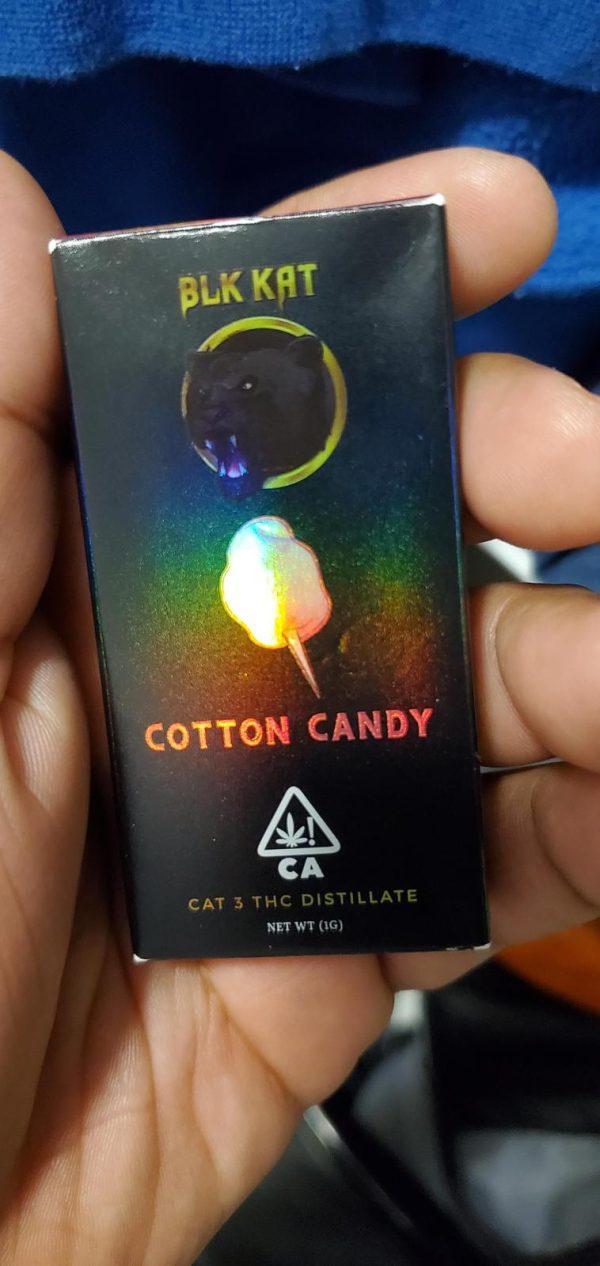 BLK KAT
COTTON CANDY
!
CA
CAT 3 THC DISTILLATE
NET WT (1G)